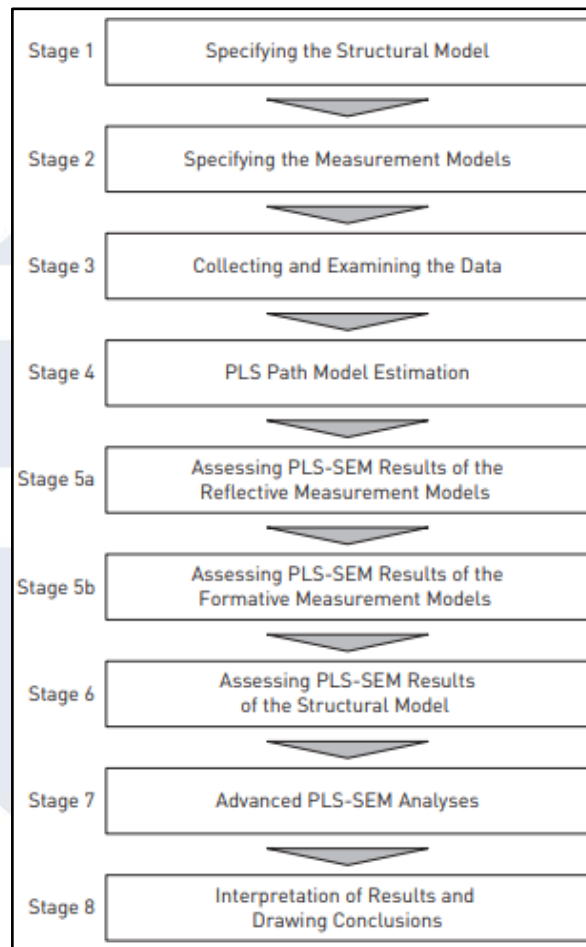 Stage 1 Specifying the Structural Model
Stage 2 Specifying the Measurement Models
Stage 3 Collecting and Examining the Data
Stage 4 PLS Path Model Estimation
Stage 5a Assessing PLS-SEM Results of the
Reflective Measurement Models
Stage 5b Assessing PLS-SEM Results of the
Formative Measurement Models
Stage 6 Assessing PLS-SEM Results
of the Structural Model
Stage 7 Advanced PLS-SEM Analyses
Stage 8 Interpretation of Results and
Drawing Conclusions